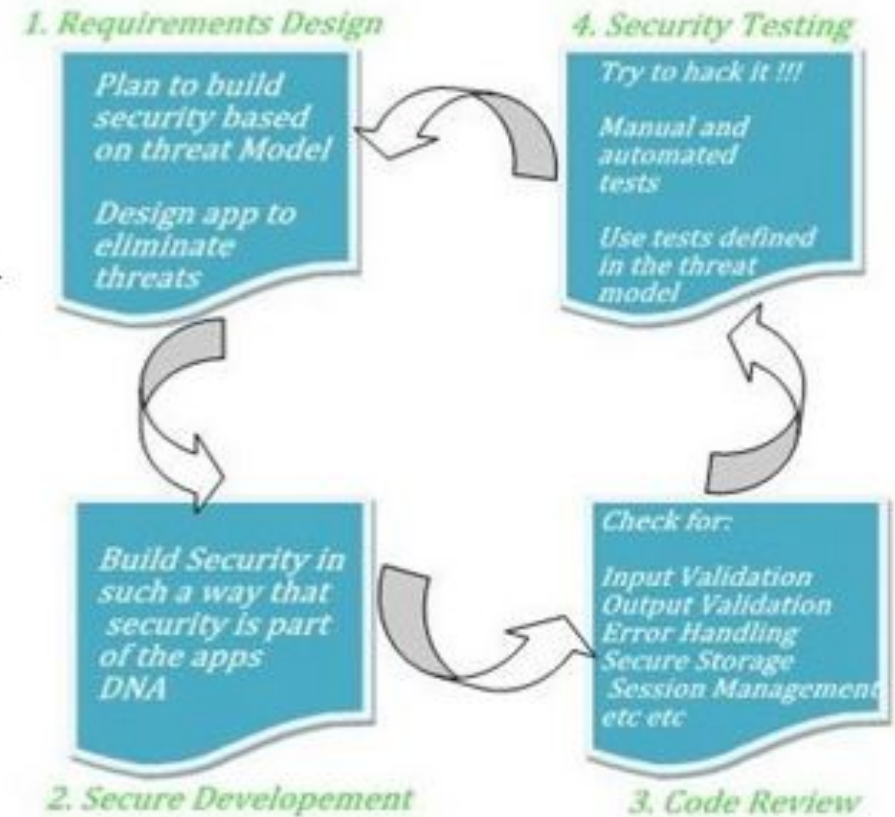 1. Requirements Design
Plan to build
security based
on threat Model
Design app to
eliminate
threats
4. Security Testing
Try to hack it !!!
Manual and
automated
tests
Use tests defined
in the threat
model
Build Security in
such a way that
security is part
of the apps
DNA
2. Secure Developement
Check for:
Input Validation
Output Validation
Error Handling
Secure Storage
Session Management
etc etc
3. Code Review